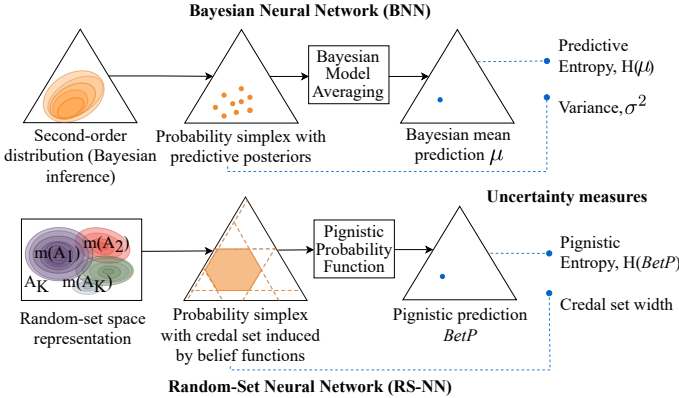 Bayesian Neural Network (BNN)
Bayesian
Model
Averaging
Predictive
Entropy, H(μ)
Variance, σ²
Second-order
distribution (Bayesian
inference)
Probability simplex with
predictive posteriors
Bayesian mean
prediction μ
Uncertainty measures
m(A₁)
m(A₂)
A_K
m(A_K)
Random-set space
representation
Probability simplex
with credal set induced
by belief functions
Pignistic
Probability
Function
Pignistic prediction
BetP
Pignistic
Entropy, H(BetP)
Credal set width
Random-Set Neural Network (RS-NN)